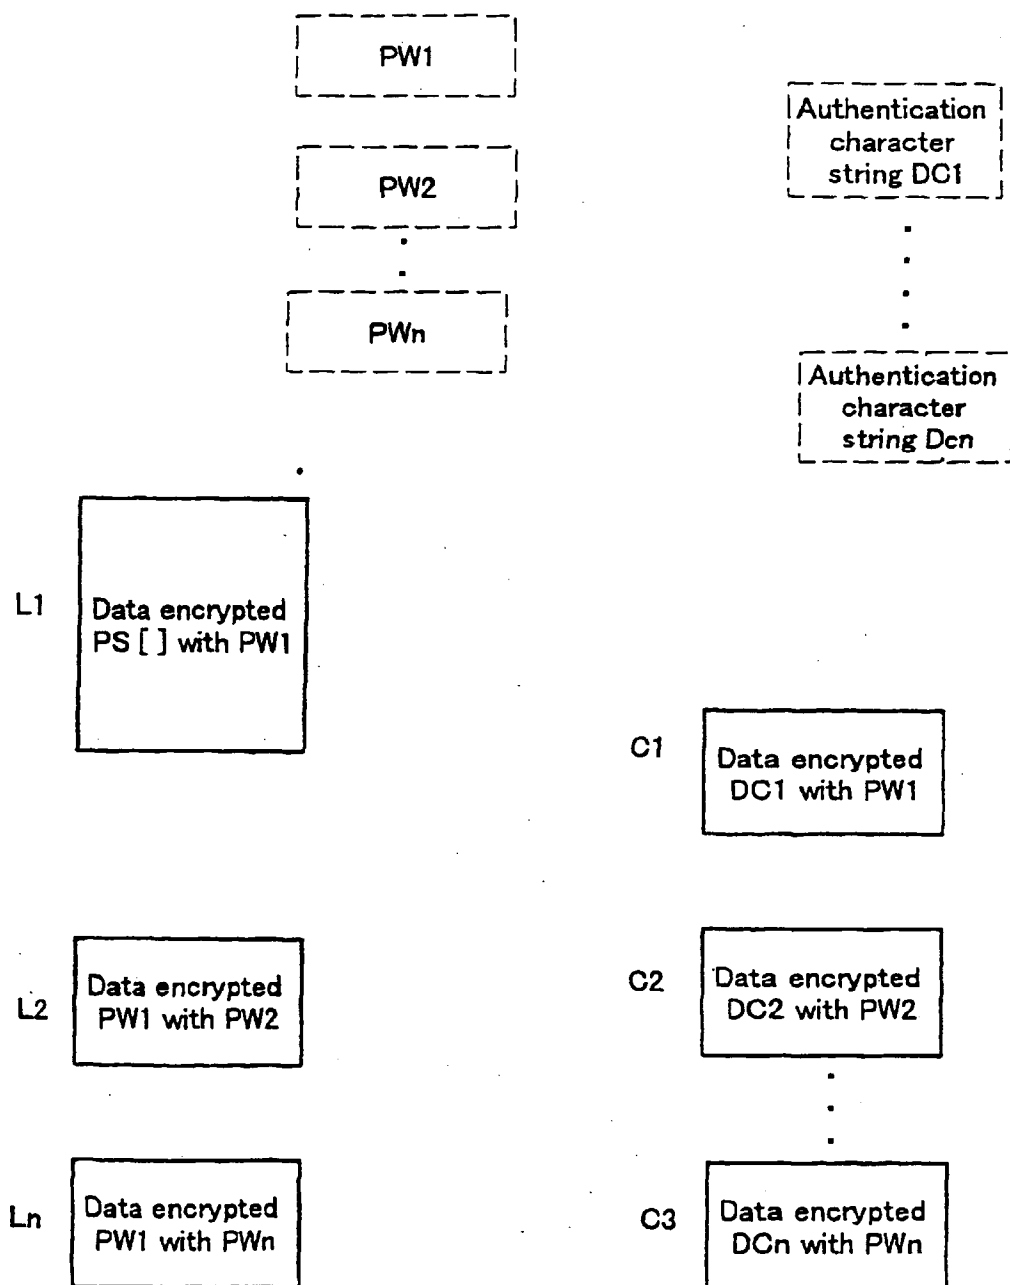 PW1
Authentication
character
string DC1
PW2
PWn
Authentication
character
string Dcn
L1
Data encrypted
PS [ ] with PW1
C1
Data encrypted
DC1 with PW1
L2
Data encrypted
PW1 with PW2
C2
Data encrypted
DC2 with PW2
Ln
Data encrypted
PW1 with PWn
C3
Data encrypted
DCn with PWn